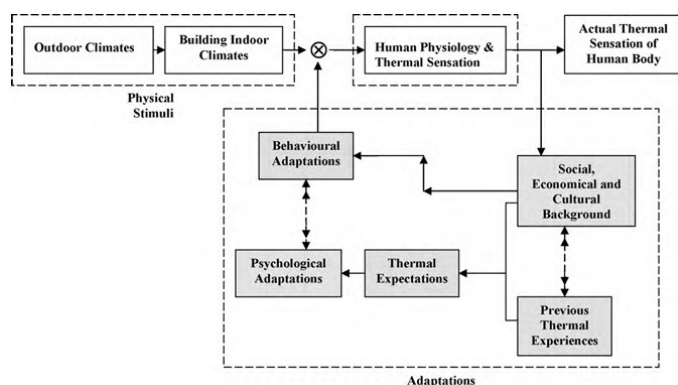 Outdoor Climates
Building Indoor
Climates
Human Physiology &
Thermal Sensation
Actual Thermal
Sensation of
Human Body
Physical
Stimuli
Behavioural
Adaptations
Social,
Economical and
Cultural
Background
Psychological
Adaptations
Thermal
Expectations
Previous
Thermal
Experiences
Adaptations